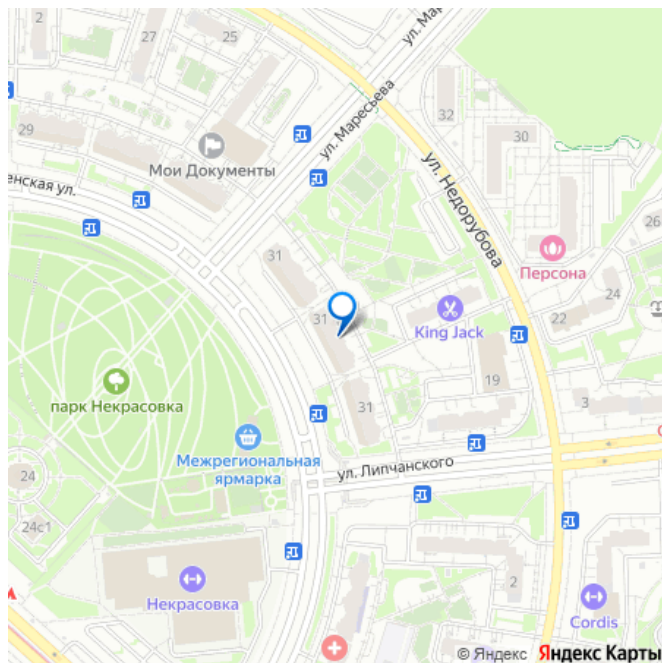 2
27
25
ул. Маресьева
32
30
29
Мои Документы
ул. Маресьева
ул. Недорубова
енская ул.
26
31
Персона
24
31
22
King Jack
парк Некрасовка
19
3
31
Межрегиональная
ярмарка
ул. Липчанского
24
24с1
2
Некрасовка
Cordis
© Яндекс Яндекс Карты